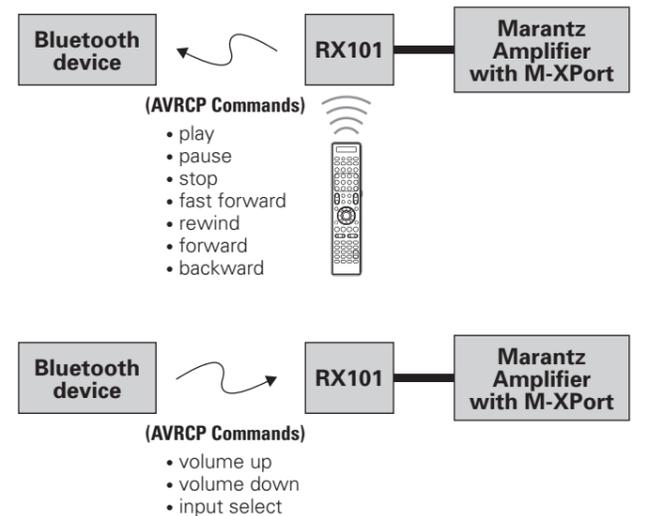 Bluetooth
device
RX101
Marantz
Amplifier
with M-XPort
(AVRCP Commands)
• play
• pause
• stop
• fast forward
• rewind
• forward
• backward
Bluetooth
device
RX101
Marantz
Amplifier
with M-XPort
(AVRCP Commands)
• volume up
• volume down
• input select